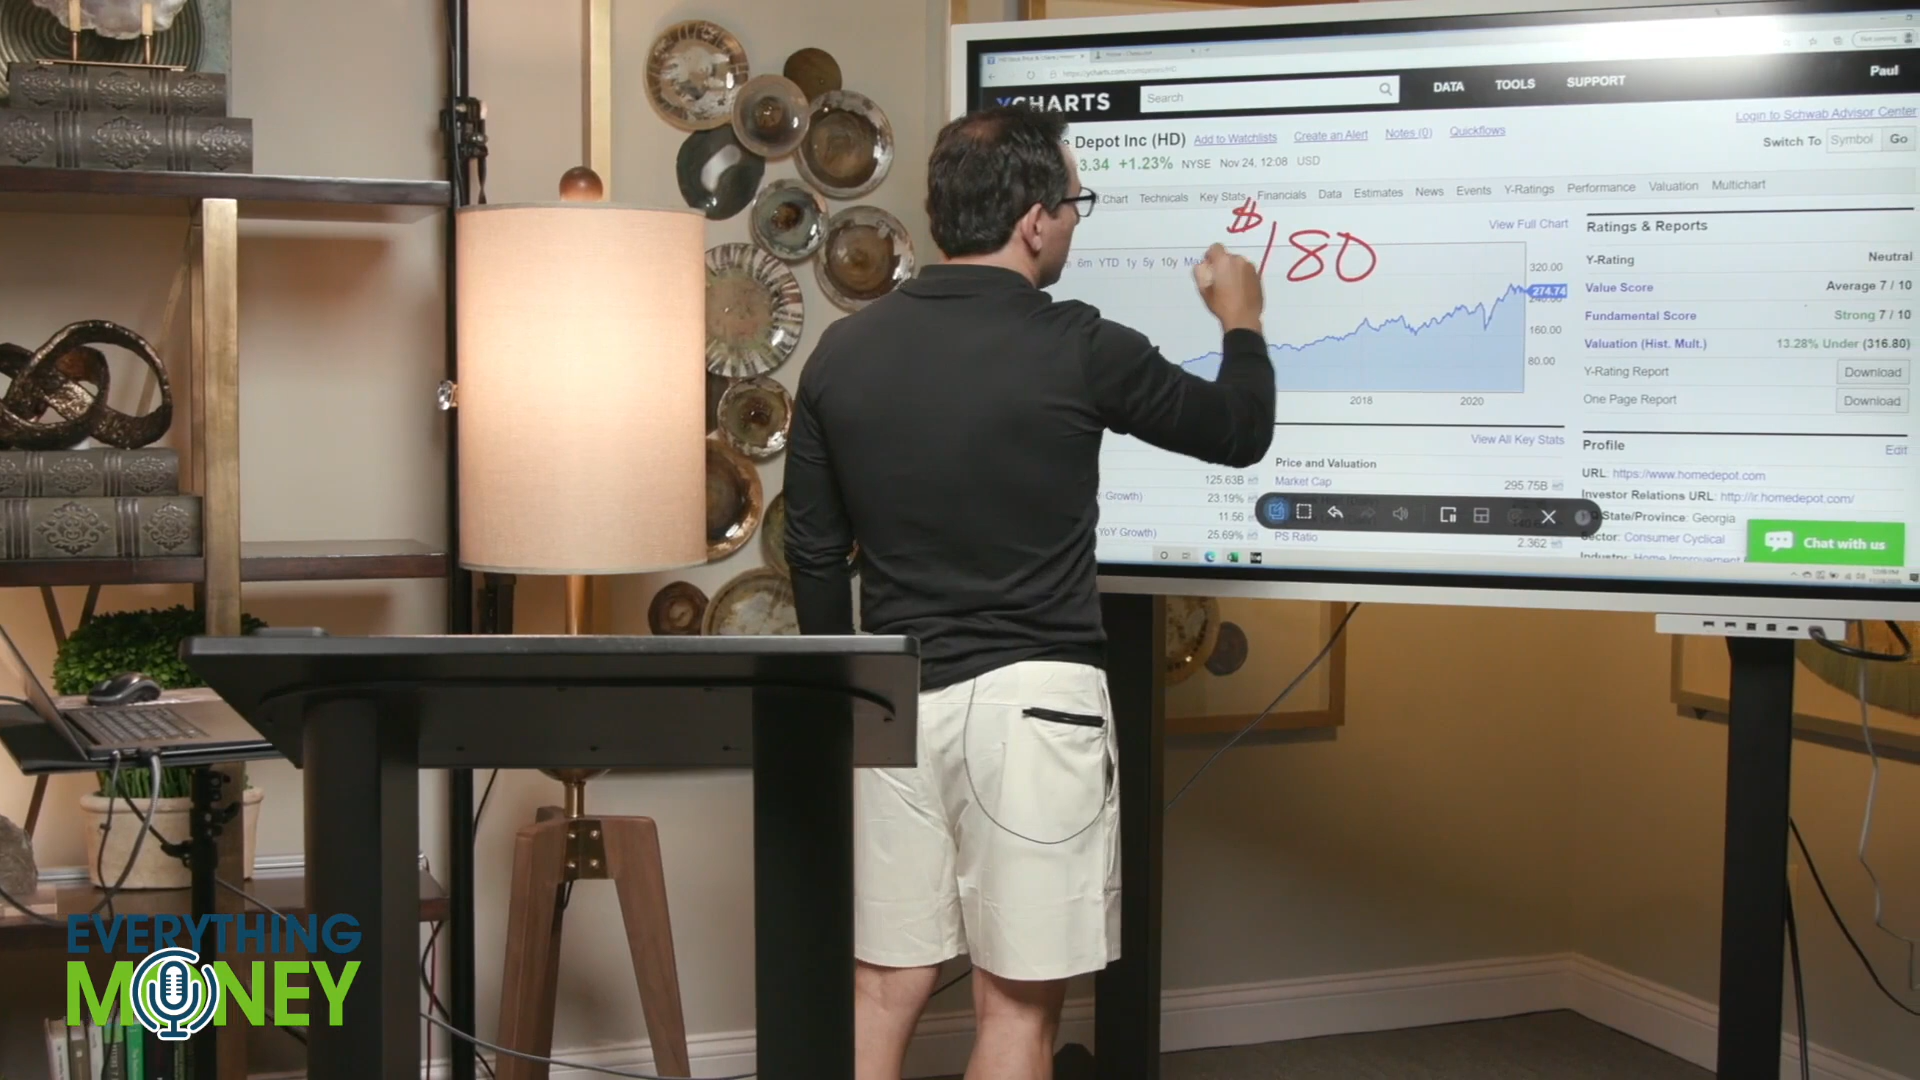 YCHARTS
Search
DATA TOOLS SUPPORT
Paul
Login to Schwab Advisor Center
Depot Inc (HD) Add to Watchlists Create an Alert Notes (0) Quickflows
Switch To Symbol Go
3.34 +1.23% NYSE Nov 24, 12:08 USD
Chart Technicals Key Stats Financials Data Estimates News Events Y-Ratings Performance Valuation Multichart
$180
View Full Chart
6m YTD 1y 5y 10y
320.00
274.74
240.00
160.00
80.00
2018 2020
Ratings & Reports
Y-Rating Neutral
Value Score Average 7 / 10
Fundamental Score Strong 7 / 10
Valuation (Hist. Mult.) 13.28% Under (316.80)
Y-Rating Report Download
One Page Report Download
View All Key Stats
125.63B
Growth) 23.19%
11.56
YoY Growth) 25.69%
Price and Valuation
Market Cap 295.75B
PS Ratio 2.362
Profile Edit
URL: https://www.homedepot.com
Investor Relations URL: http://ir.homedepot.com/
State/Province: Georgia
Sector: Consumer Cyclical
Industry: Home Improvement
Chat with us
EVERYTHING
MONEY